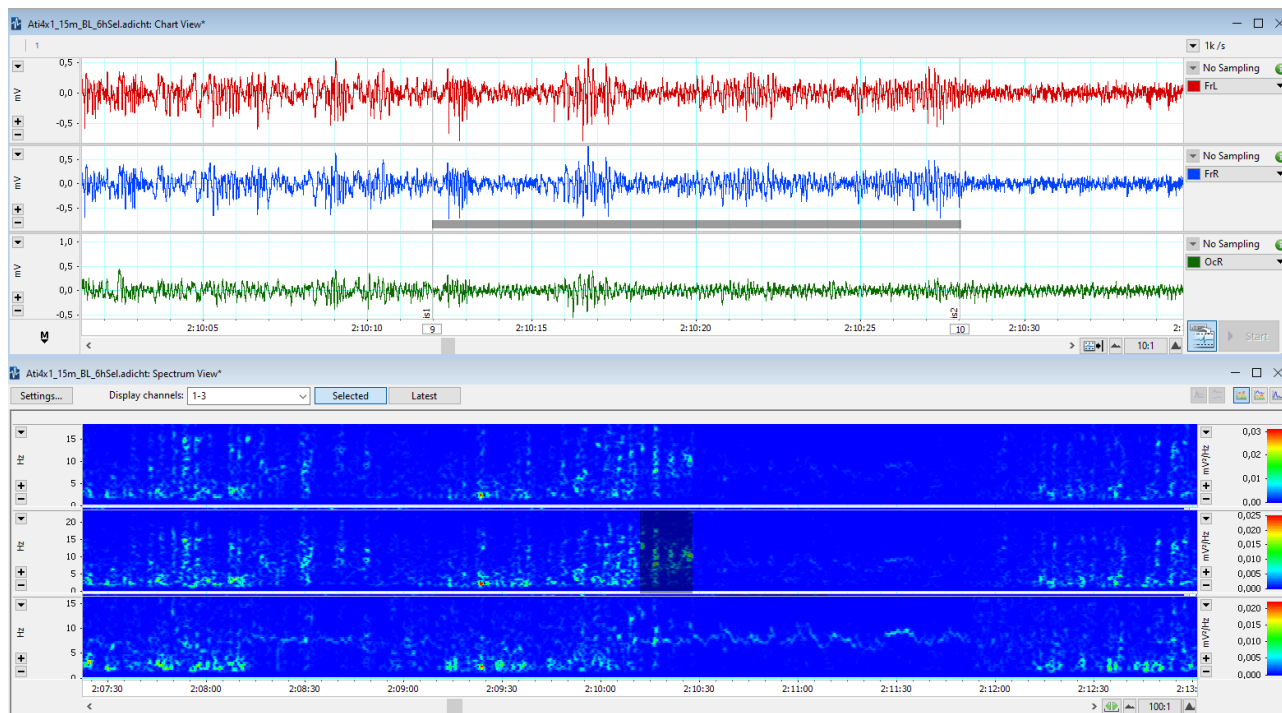 Ati4x1_15m_BL_6hSel.adicht: Chart View*
1
1k /s
0,5
0,0
-0,5
mV
No Sampling
FrL
0,5
0,0
-0,5
mV
No Sampling
FrR
1,0
0,5
0,0
-0,5
mV
No Sampling
OcR
is1
is2
2:10:05 2:10:10 9 2:10:15 2:10:20 2:10:25 10 2:10:30
M
10:1
Start
Ati4x1_15m_BL_6hSel.adicht: Spectrum View*
Settings... Display channels: 1-3 Selected Latest
15
10
5
0
Hz
0,03
0,02
0,01
0,00
mV²/Hz
20
15
10
5
0
Hz
0,025
0,020
0,015
0,010
0,005
0,000
mV²/Hz
15
10
5
0
Hz
0,020
0,015
0,010
0,005
0,000
mV²/Hz
2:07:30 2:08:00 2:08:30 2:09:00 2:09:30 2:10:00 2:10:30 2:11:00 2:11:30 2:12:00 2:12:30
100:1